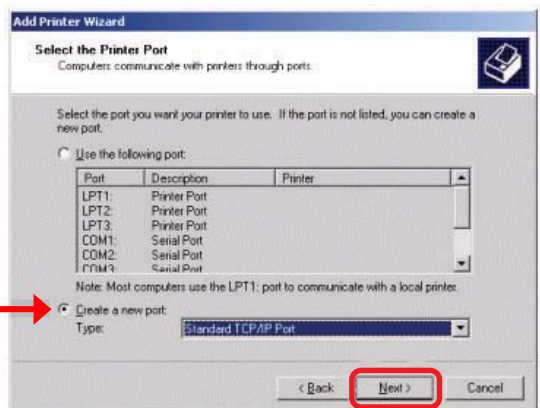 Add Printer Wizard
Select the Printer Port
Computers communicate with printers through ports.
Select the port you want your printer to use. If the port is not listed, you can create a
new port.
Use the following port:
Port Description Printer
LPT1: Printer Port
LPT2: Printer Port
LPT3: Printer Port
COM1: Serial Port
COM2: Serial Port
COM3 Serial Port
Note: Most computers use the LPT1: port to communicate with a local printer.
Create a new port:
Type: Standard TCP/IP Port
< Back Next > Cancel